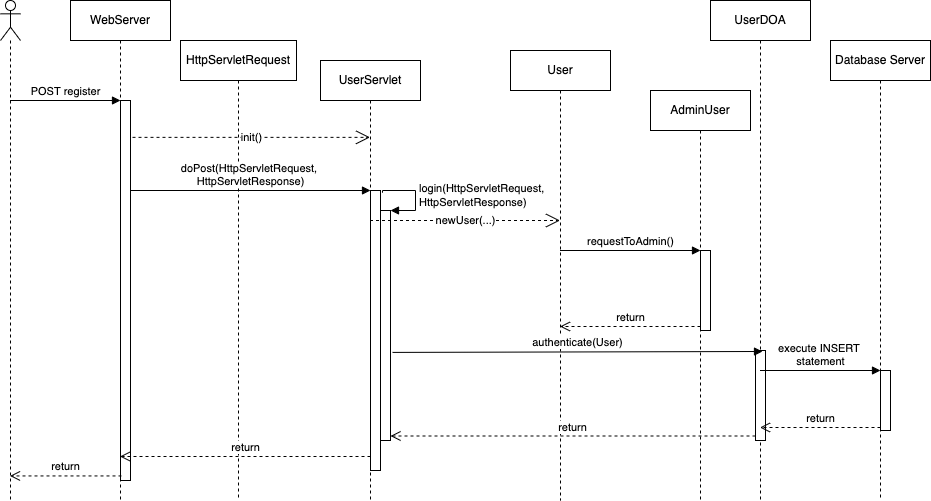 WebServer
UserDOA
HttpServletRequest
Database Server
UserServlet
User
AdminUser
POST register
init()
doPost(HttpServletRequest,
HttpServletResponse)
login(HttpServletRequest,
HttpServletResponse)
newUser(...)
requestToAdmin()
return
authenticate(User)
execute INSERT
statement
return
return
return
return